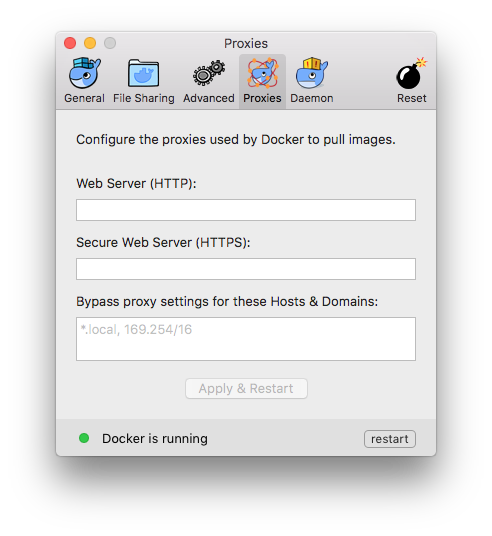 Proxies
General File Sharing Advanced Proxies Daemon Reset
Configure the proxies used by Docker to pull images.
Web Server (HTTP):
Secure Web Server (HTTPS):
Bypass proxy settings for these Hosts & Domains:
*.local, 169.254/16
Apply & Restart
Docker is running restart